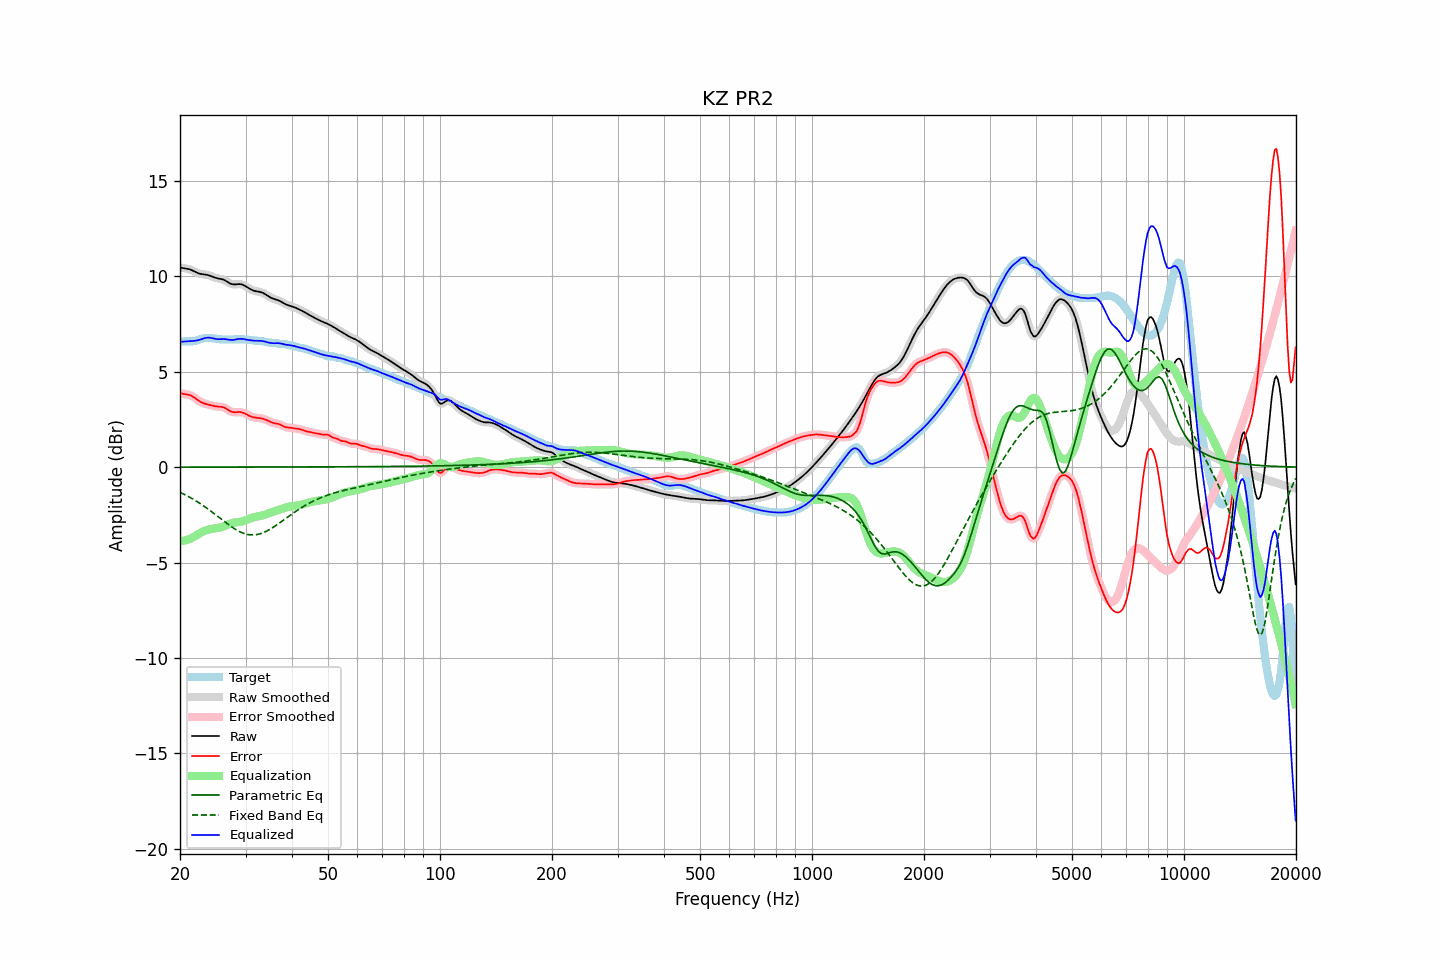 KZ PR2
Amplitude (dBr)
15
10
5
0
−5
−10
−15
−20
Target
Raw Smoothed
Error Smoothed
Raw
Error
Equalization
Parametric Eq
Fixed Band Eq
Equalized
20
50
100
200
500
1000
2000
5000
10000
20000
Frequency (Hz)